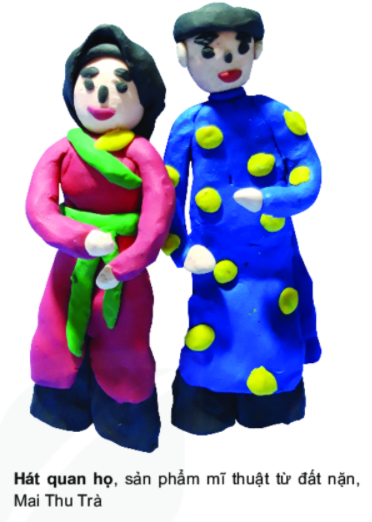 Hát quan họ, sản phẩm mĩ thuật từ đất nặn,
Mai Thu Trà